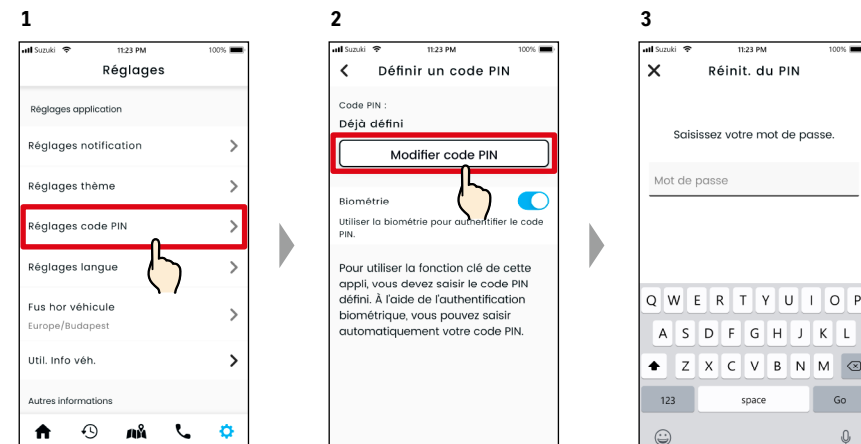 1
Suzuki 11:23 PM 100%
Réglages
Réglages application
Réglages notification
Réglages thème
Réglages code PIN
Réglages langue
Fus hor véhicule
Europe/Budapest
Util. Info véh.
Autres informations
2
Suzuki 11:23 PM 100%
Définir un code PIN
Code PIN :
Déjà défini
Modifier code PIN
Biométrie
Utiliser la biométrie pour authentifier le code
PIN.
Pour utiliser la fonction clé de cette
appli, vous devez saisir le code PIN
défini. À l'aide de l'authentification
biométrique, vous pouvez saisir
automatiquement votre code PIN.
3
Suzuki 11:23 PM 100%
Réinit. du PIN
Saisissez votre mot de passe.
Mot de passe
Q W E R T Y U I O P
A S D F G H J K L
Z X C V B N M
123 space Go